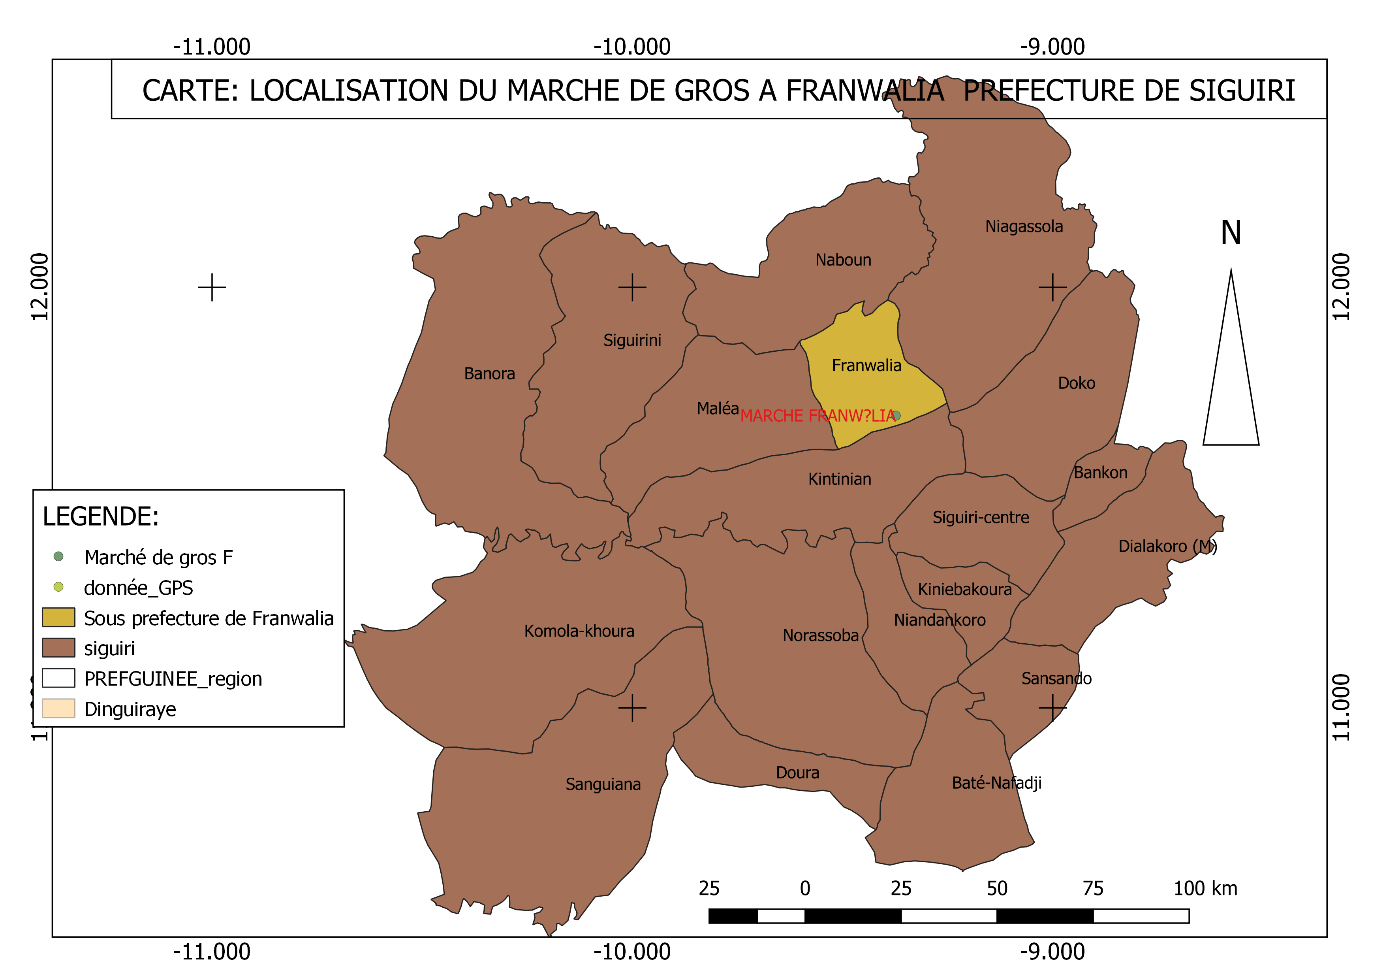 -11.000 -10.000 -9.000
CARTE: LOCALISATION DU MARCHE DE GROS A FRANWALIA PREFECTURE DE SIGUIRI
N
12.000
12.000
Niagassola
Naboun
Siguirini
Franwalia
Banora
Doko
Maléa
MARCHE FRANW?LIA
Bankon
Kintinian
Siguiri-centre
Dialakoro (M)
Kiniebakoura
Niandankoro
Komola-khoura
Norassoba
Sansando
11.000
Doura
Sanguiana
Baté-Nafadji
LEGENDE:
Marché de gros F
donnée_GPS
Sous prefecture de Franwalia
siguiri
PREFGUINEE_region
Dinguiraye
25 0 25 50 75 100 km
-11.000 -10.000 -9.000